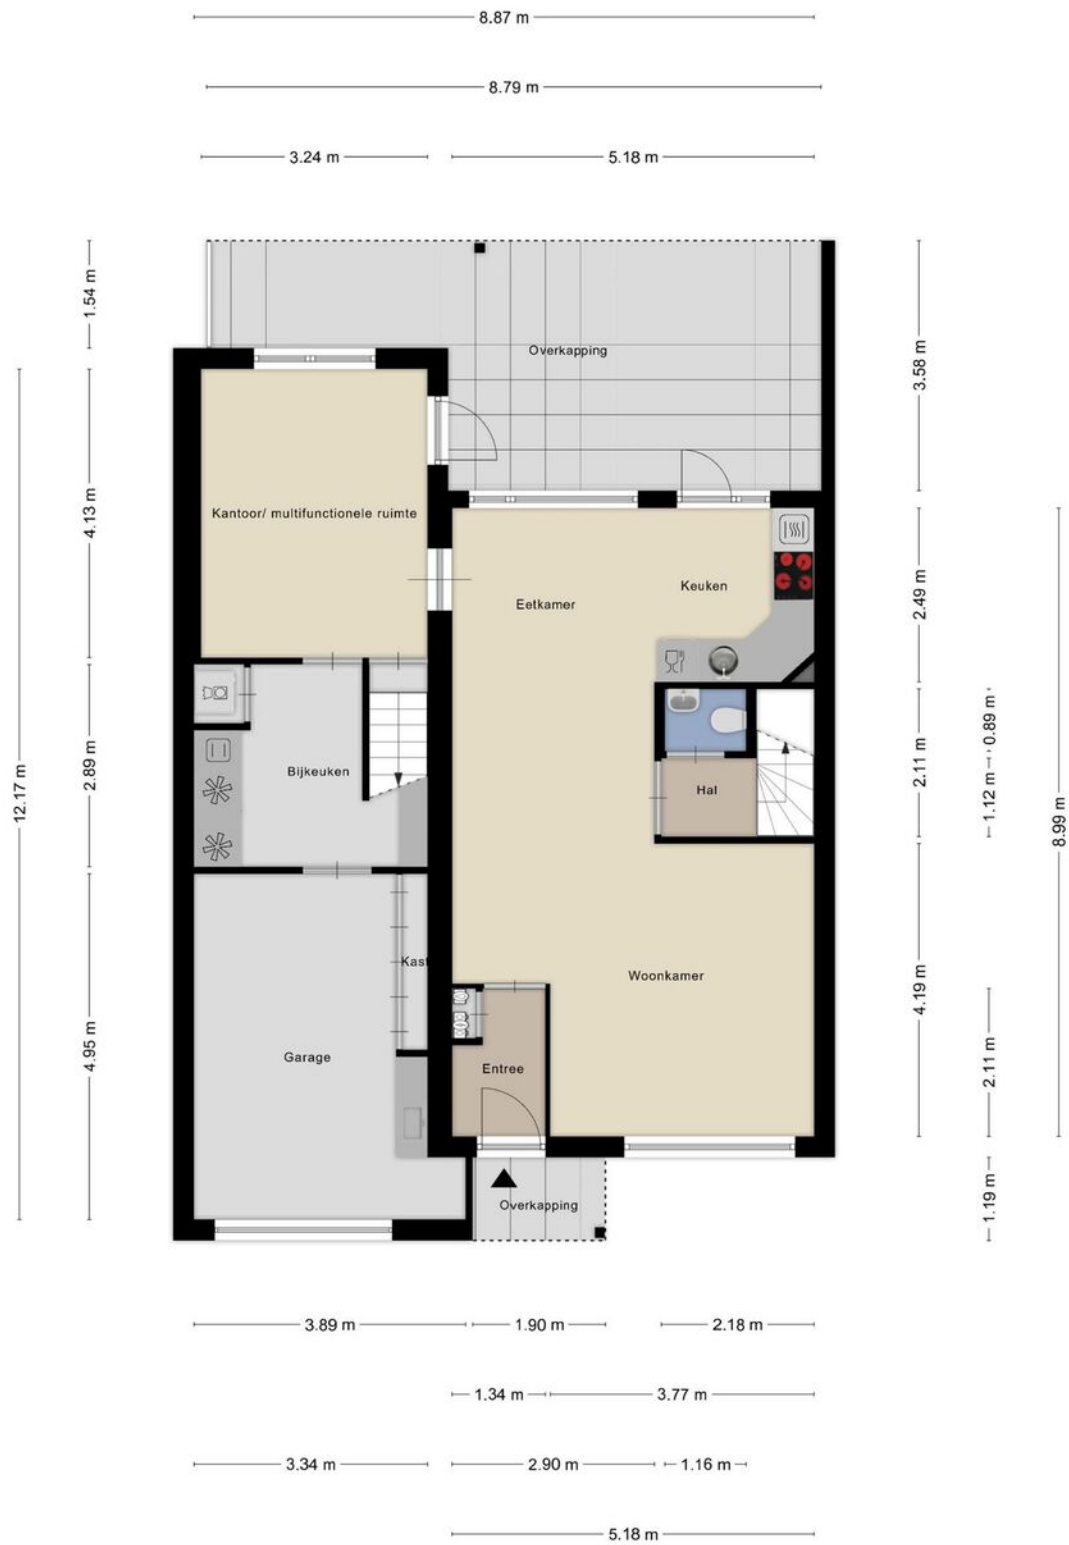 8.87 m
8.79 m
3.24 m
5.18 m
1.54 m
3.58 m
Overkapping
4.13 m
Kantoor/ multifunctionele ruimte
Keuken
Eetkamer
2.49 m
12.17 m
2.89 m
Bijkeuken
Hal
2.11 m
0.89 m
1.12 m
8.99 m
Kast
Woonkamer
4.19 m
Garage
4.95 m
Entree
2.11 m
Overkapping
1.19 m
3.89 m
1.90 m
2.18 m
1.34 m
3.77 m
3.34 m
2.90 m
1.16 m
5.18 m